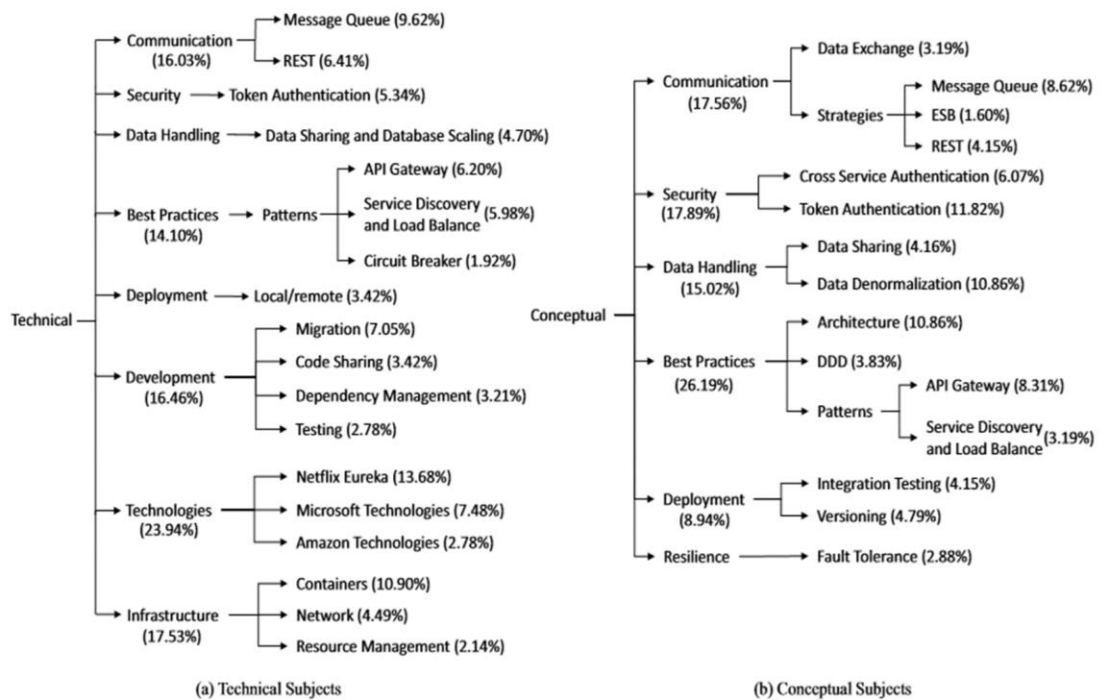 Technical
Communication
(16.03%)
Message Queue (9.62%)
REST (6.41%)
Security
Token Authentication (5.34%)
Data Handling
Data Sharing and Database Scaling (4.70%)
Best Practices
(14.10%)
Patterns
API Gateway (6.20%)
Service Discovery
and Load Balance (5.98%)
Circuit Breaker (1.92%)
Deployment
Local/remote (3.42%)
Development
(16.46%)
Migration (7.05%)
Code Sharing (3.42%)
Dependency Management (3.21%)
Testing (2.78%)
Technologies
(23.94%)
Netflix Eureka (13.68%)
Microsoft Technologies (7.48%)
Amazon Technologies (2.78%)
Infrastructure
(17.53%)
Containers (10.90%)
Network (4.49%)
Resource Management (2.14%)
(a) Technical Subjects
Conceptual
Communication
(17.56%)
Data Exchange (3.19%)
Strategies
Message Queue (8.62%)
ESB (1.60%)
REST (4.15%)
Security
(17.89%)
Cross Service Authentication (6.07%)
Token Authentication (11.82%)
Data Handling
(15.02%)
Data Sharing (4.16%)
Data Denormalization (10.86%)
Best Practices
(26.19%)
Architecture (10.86%)
DDD (3.83%)
Patterns
API Gateway (8.31%)
Service Discovery
and Load Balance (3.19%)
Deployment
(8.94%)
Integration Testing (4.15%)
Versioning (4.79%)
Resilience
Fault Tolerance (2.88%)
(b) Conceptual Subjects